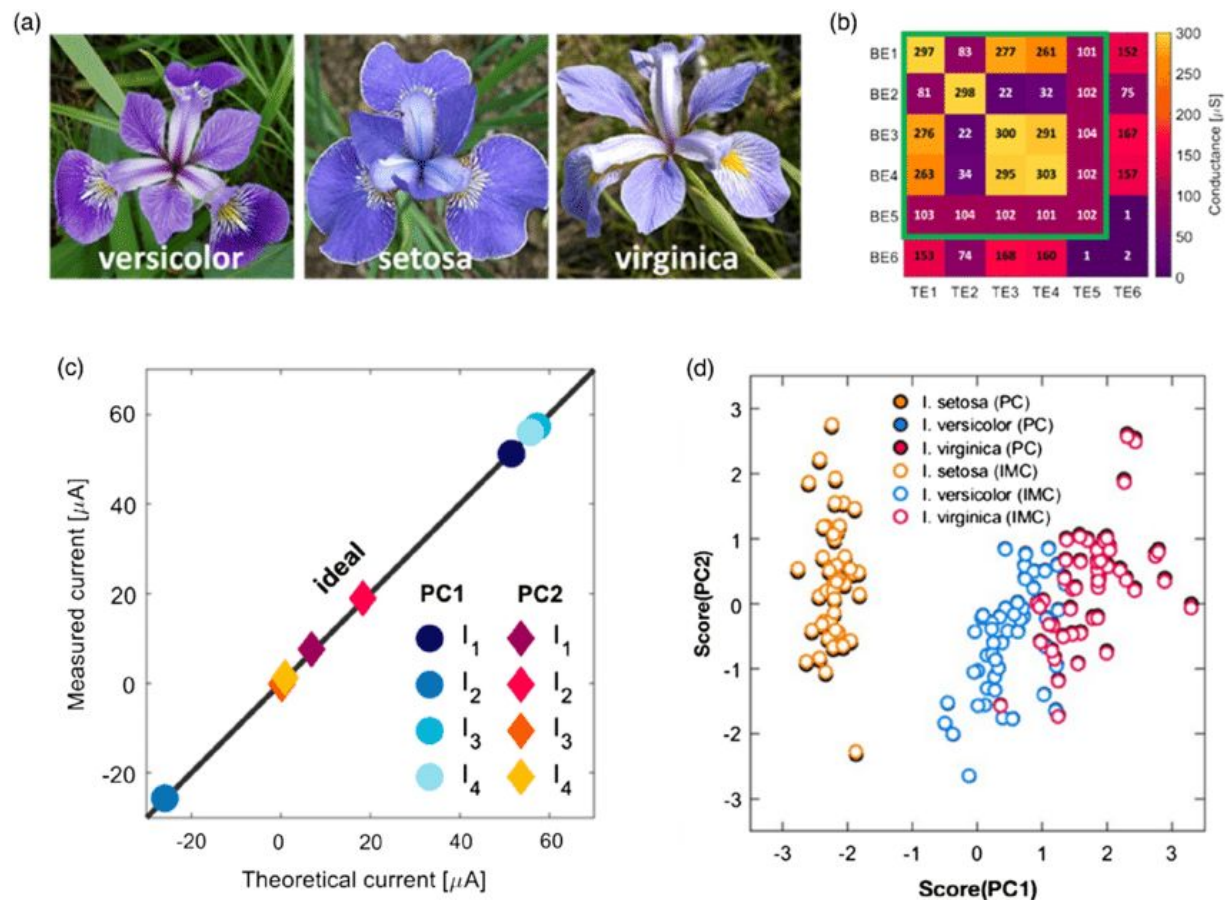 (a)
versicolor
setosa
virginica
(b)
BE1 297 83 277 261 101 152
BE2 81 298 22 32 102 75
BE3 276 22 300 291 104 167
BE4 263 34 295 303 102 157
BE5 103 104 102 101 102 1
BE6 153 74 168 160 1 2
TE1 TE2 TE3 TE4 TE5 TE6
300
250
200
150
100
50
0
Conductance [μS]
(c)
60
40
20
0
-20
Measured current [μA]
ideal
PC1 PC2
I1 I1
I2 I2
I3 I3
I4 I4
-20 0 20 40 60
Theoretical current [μA]
(d)
3
2
1
0
-1
-2
-3
Score(PC2)
I. setosa (PC)
I. versicolor (PC)
I. virginica (PC)
I. setosa (IMC)
I. versicolor (IMC)
I. virginica (IMC)
-3 -2 -1 0 1 2 3
Score(PC1)